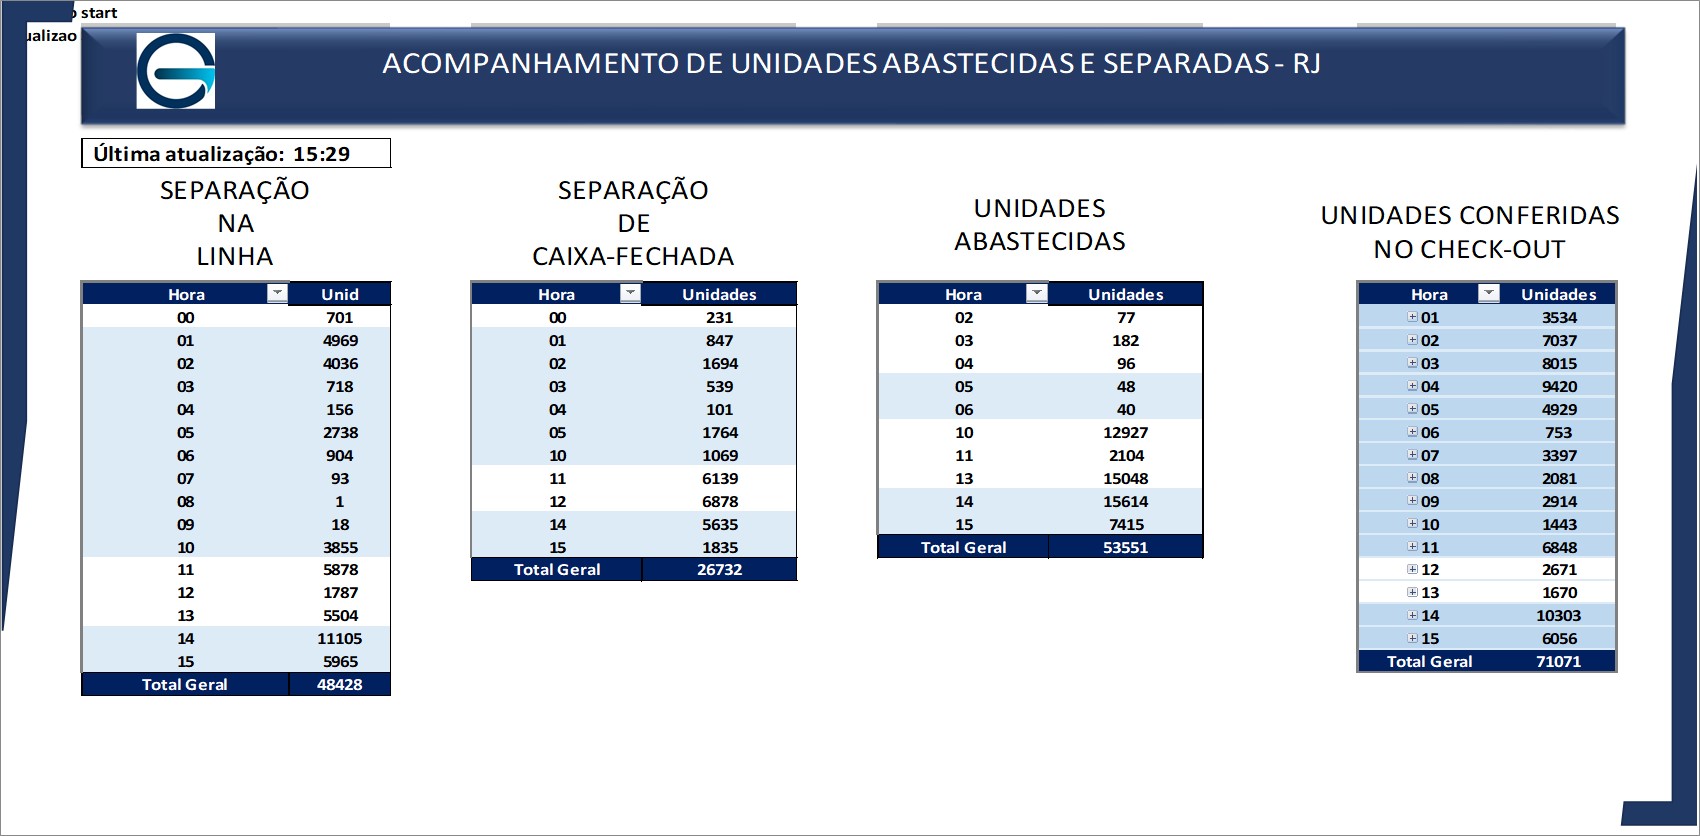 start
ualizao
ACOMPANHAMENTO DE UNIDADES ABASTECIDAS E SEPARADAS - RJ
Última atualização: 15:29
SEPARAÇÃO
NA
LINHA
Hora Unid
00 701
01 4969
02 4036
03 718
04 156
05 2738
06 904
07 93
08 1
09 18
10 3855
11 5878
12 1787
13 5504
14 11105
15 5965
Total Geral 48428
SEPARAÇÃO
DE
CAIXA-FECHADA
Hora Unidades
00 231
01 847
02 1694
03 539
04 101
05 1764
10 1069
11 6139
12 6878
14 5635
15 1835
Total Geral 26732
UNIDADES
ABASTECIDAS
Hora Unidades
02 77
03 182
04 96
05 48
06 40
10 12927
11 2104
13 15048
14 15614
15 7415
Total Geral 53551
UNIDADES CONFERIDAS
NO CHECK-OUT
Hora Unidades
01 3534
02 7037
03 8015
04 9420
05 4929
06 753
07 3397
08 2081
09 2914
10 1443
11 6848
12 2671
13 1670
14 10303
15 6056
Total Geral 71071